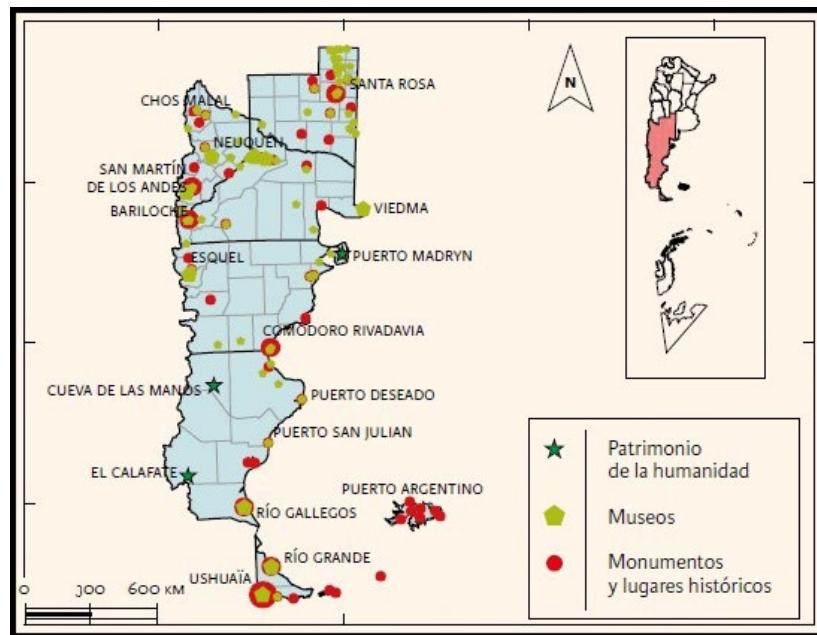 SANTA ROSA
CHOS MALAL
NEUQUÉN
SAN MARTÍN
DE LOS ANDES
BARILOCHE
VIEDMA
ESQUEL
PUERTO MADRYN
COMODORO RIVADAVIA
CUEVA DE LAS MANOS
PUERTO DESEADO
PUERTO SAN JULIAN
EL CALAFATE
PUERTO ARGENTINO
RÍO GALLEGOS
RÍO GRANDE
USHUAÏA
N
0 300 600 KM
Patrimonio
de la humanidad
Museos
Monumentos
y lugares históricos